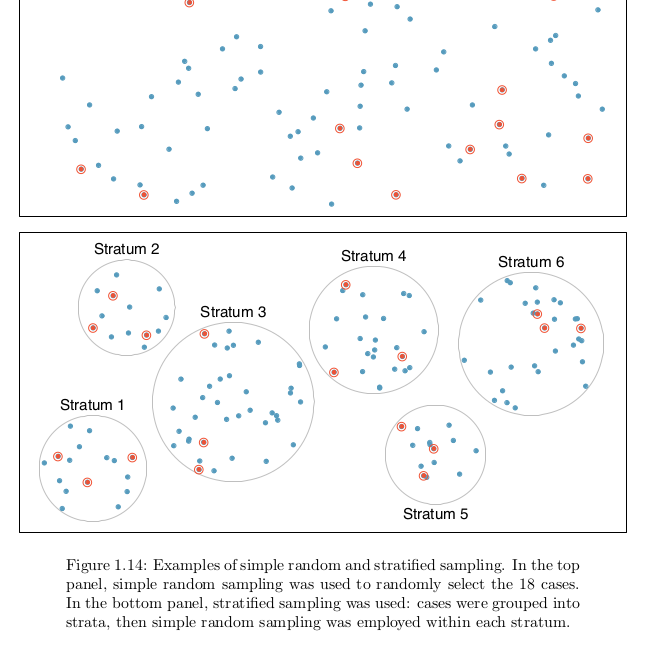 Stratum 2
Stratum 4
Stratum 6
Stratum 3
Stratum 1
Stratum 5
Figure 1.14: Examples of simple random and stratified sampling. In the top
panel, simple random sampling was used to randomly select the 18 cases.
In the bottom panel, stratified sampling was used: cases were grouped into
strata, then simple random sampling was employed within each stratum.